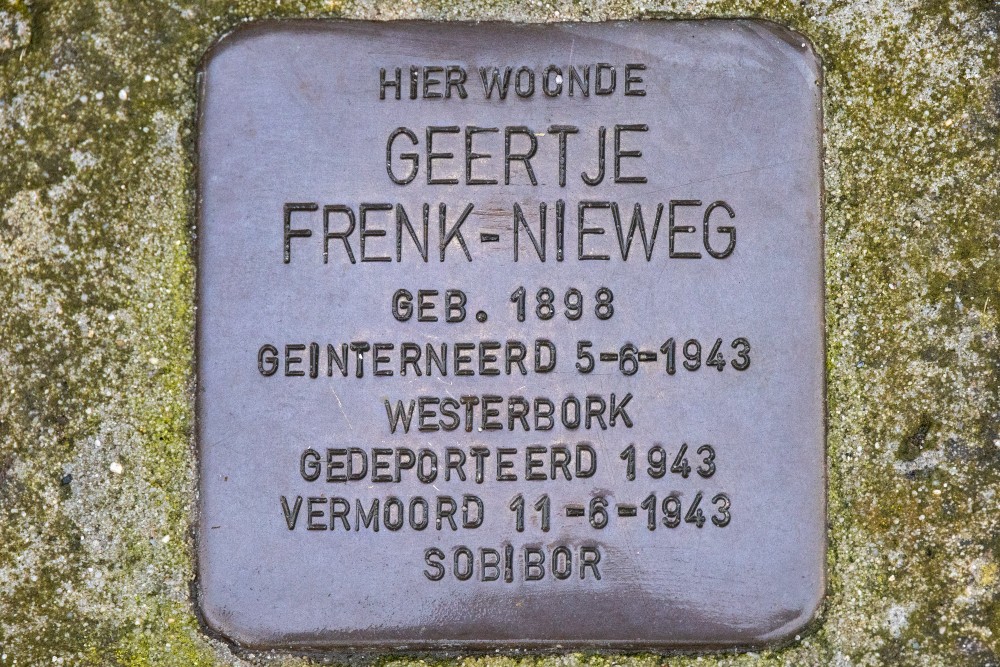 HIER WOONDE
GEERTJE
FRENK-NIEWEG
GEB. 1898
GEINTERNEERD 5-6-1943
WESTERBORK
GEDEPORTEERD 1943
VERMOORD 11-6-1943
SOBIBOR